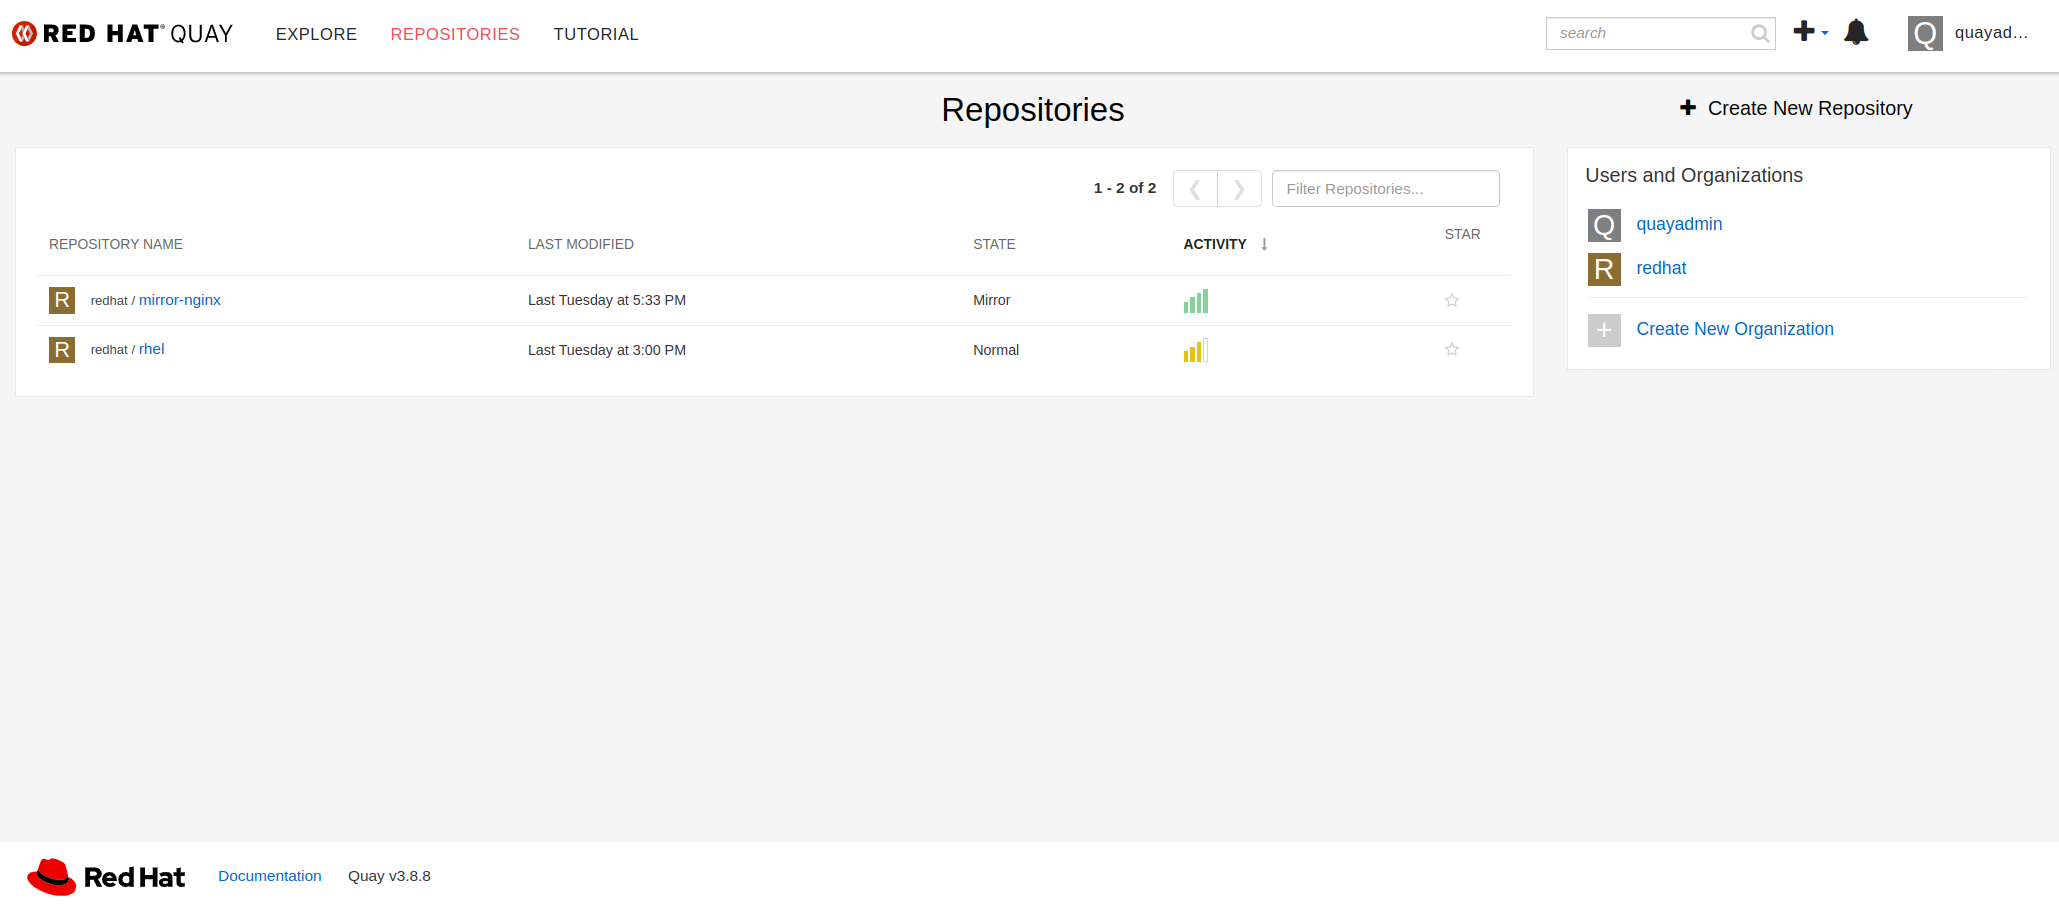 RED HAT® QUAY EXPLORE REPOSITORIES TUTORIAL search Q quayad...
Repositories
Create New Repository
1 - 2 of 2 Filter Repositories...
REPOSITORY NAME LAST MODIFIED STATE ACTIVITY STAR
R redhat / mirror-nginx Last Tuesday at 5:33 PM Mirror
R redhat / rhel Last Tuesday at 3:00 PM Normal
Users and Organizations
Q quayadmin
R redhat
+ Create New Organization
Red Hat Documentation Quay v3.8.8